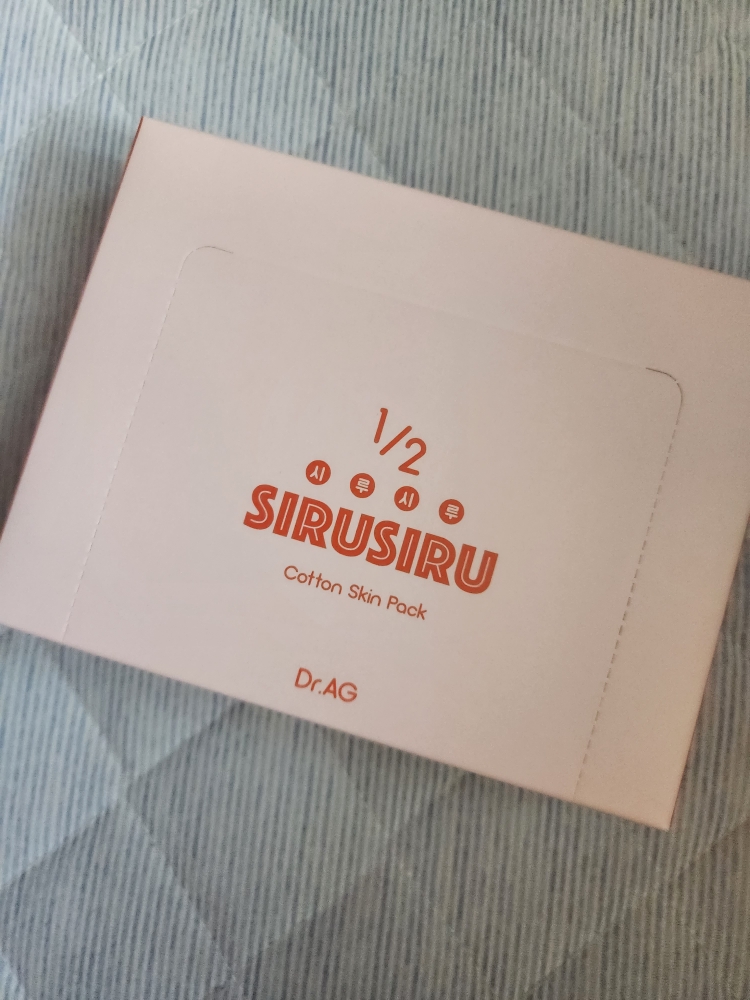 1/2
시루시루
SIRUSIRU
Cotton Skin Pack
Dr.AG